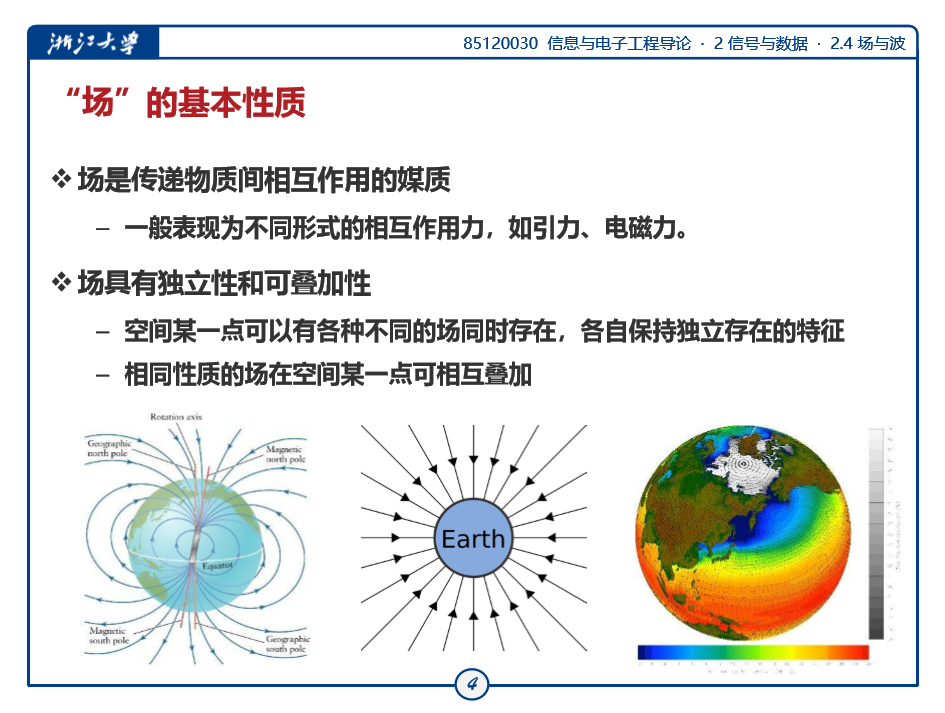 浙江大学
85120030 信息与电子工程导论 · 2 信号与数据 · 2.4 场与波
“场”的基本性质
❖ 场是传递物质间相互作用的媒质
– 一般表现为不同形式的相互作用力，如引力、电磁力。
❖ 场具有独立性和可叠加性
– 空间某一点可以有各种不同的场同时存在，各自保持独立存在的特征
– 相同性质的场在空间某一点可相互叠加
Rotation axis
Geographic
north pole
Magnetic
north pole
Equator
Magnetic
south pole
Geographic
south pole
Earth
4